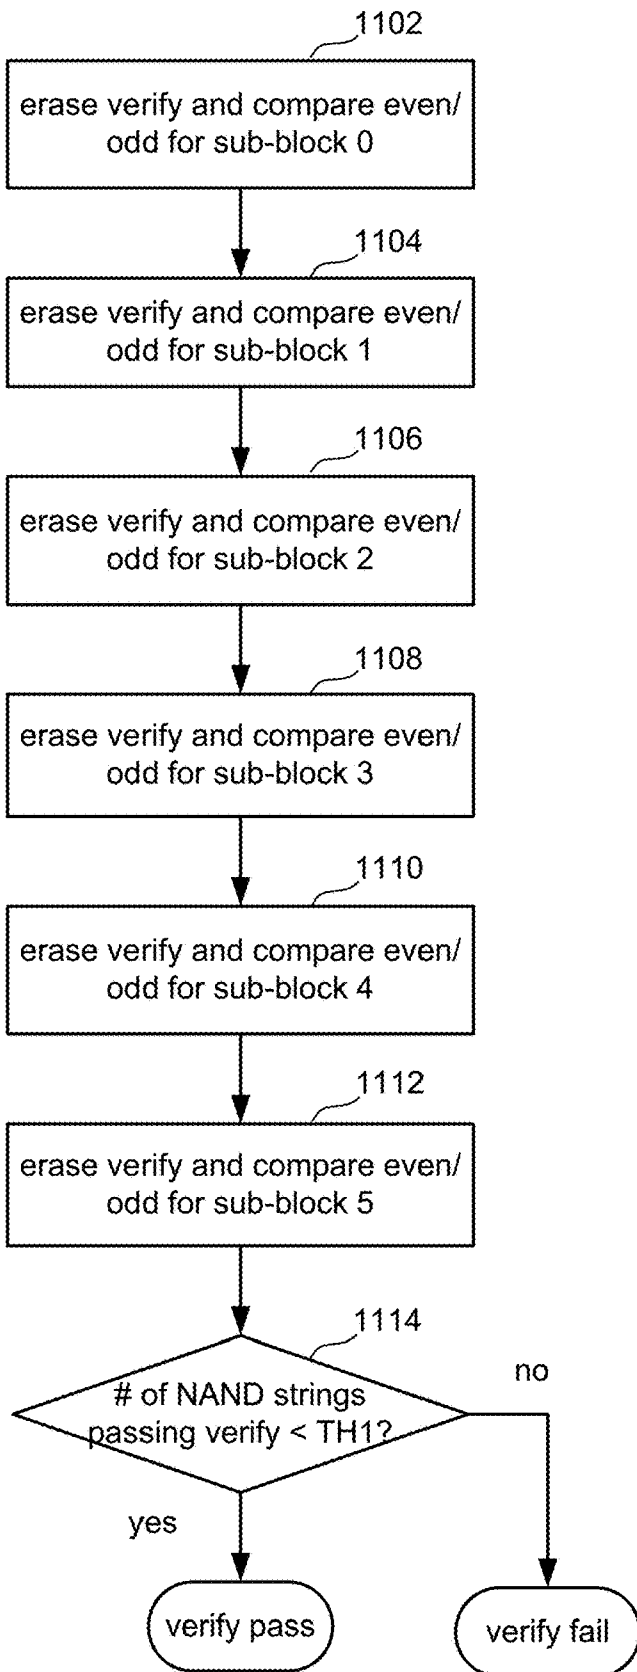 1102
erase verify and compare even/
odd for sub-block 0
1104
erase verify and compare even/
odd for sub-block 1
1106
erase verify and compare even/
odd for sub-block 2
1108
erase verify and compare even/
odd for sub-block 3
1110
erase verify and compare even/
odd for sub-block 4
1112
erase verify and compare even/
odd for sub-block 5
1114
# of NAND strings
passing verify < TH1?
no
yes
verify pass
verify fail